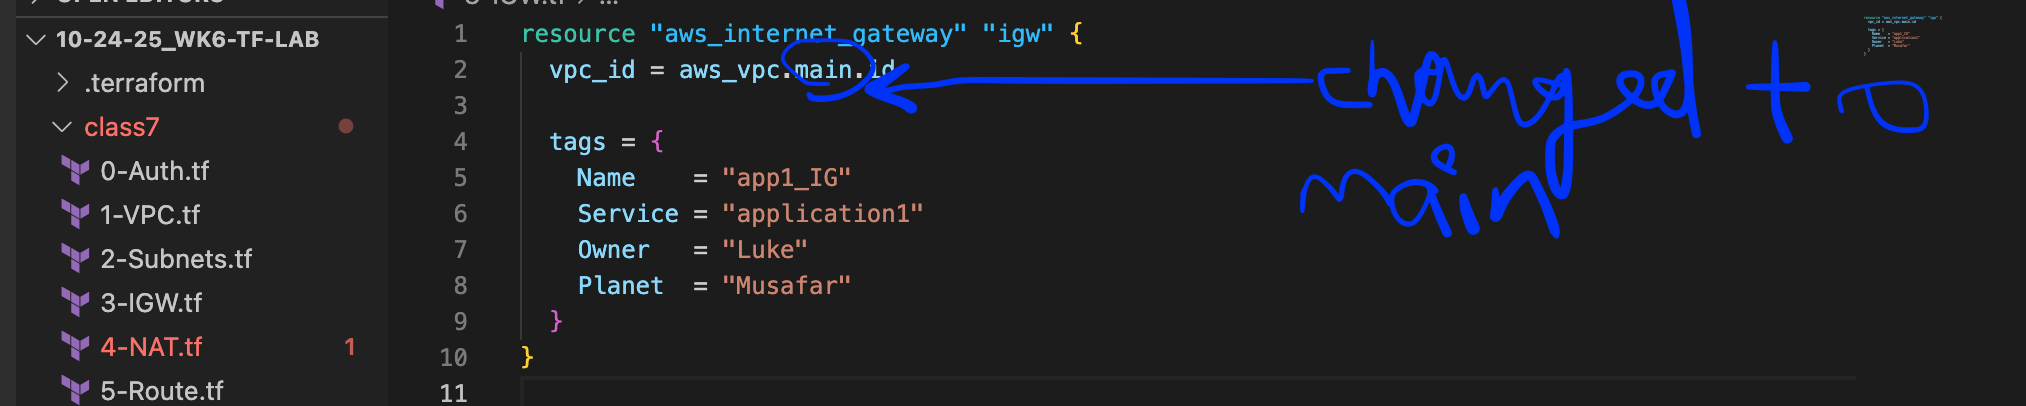 10-24-25_WK6-TF-LAB
.terraform
class7
0-Auth.tf
1-VPC.tf
2-Subnets.tf
3-IGW.tf
4-NAT.tf 1
5-Route.tf
1 resource "aws_internet_gateway" "igw" {
2 vpc_id = aws_vpc.main.id
3
4 tags = {
5 Name = "app1_IG"
6 Service = "application1"
7 Owner = "Luke"
8 Planet = "Musafar"
9 }
10 }
11
changed to
main